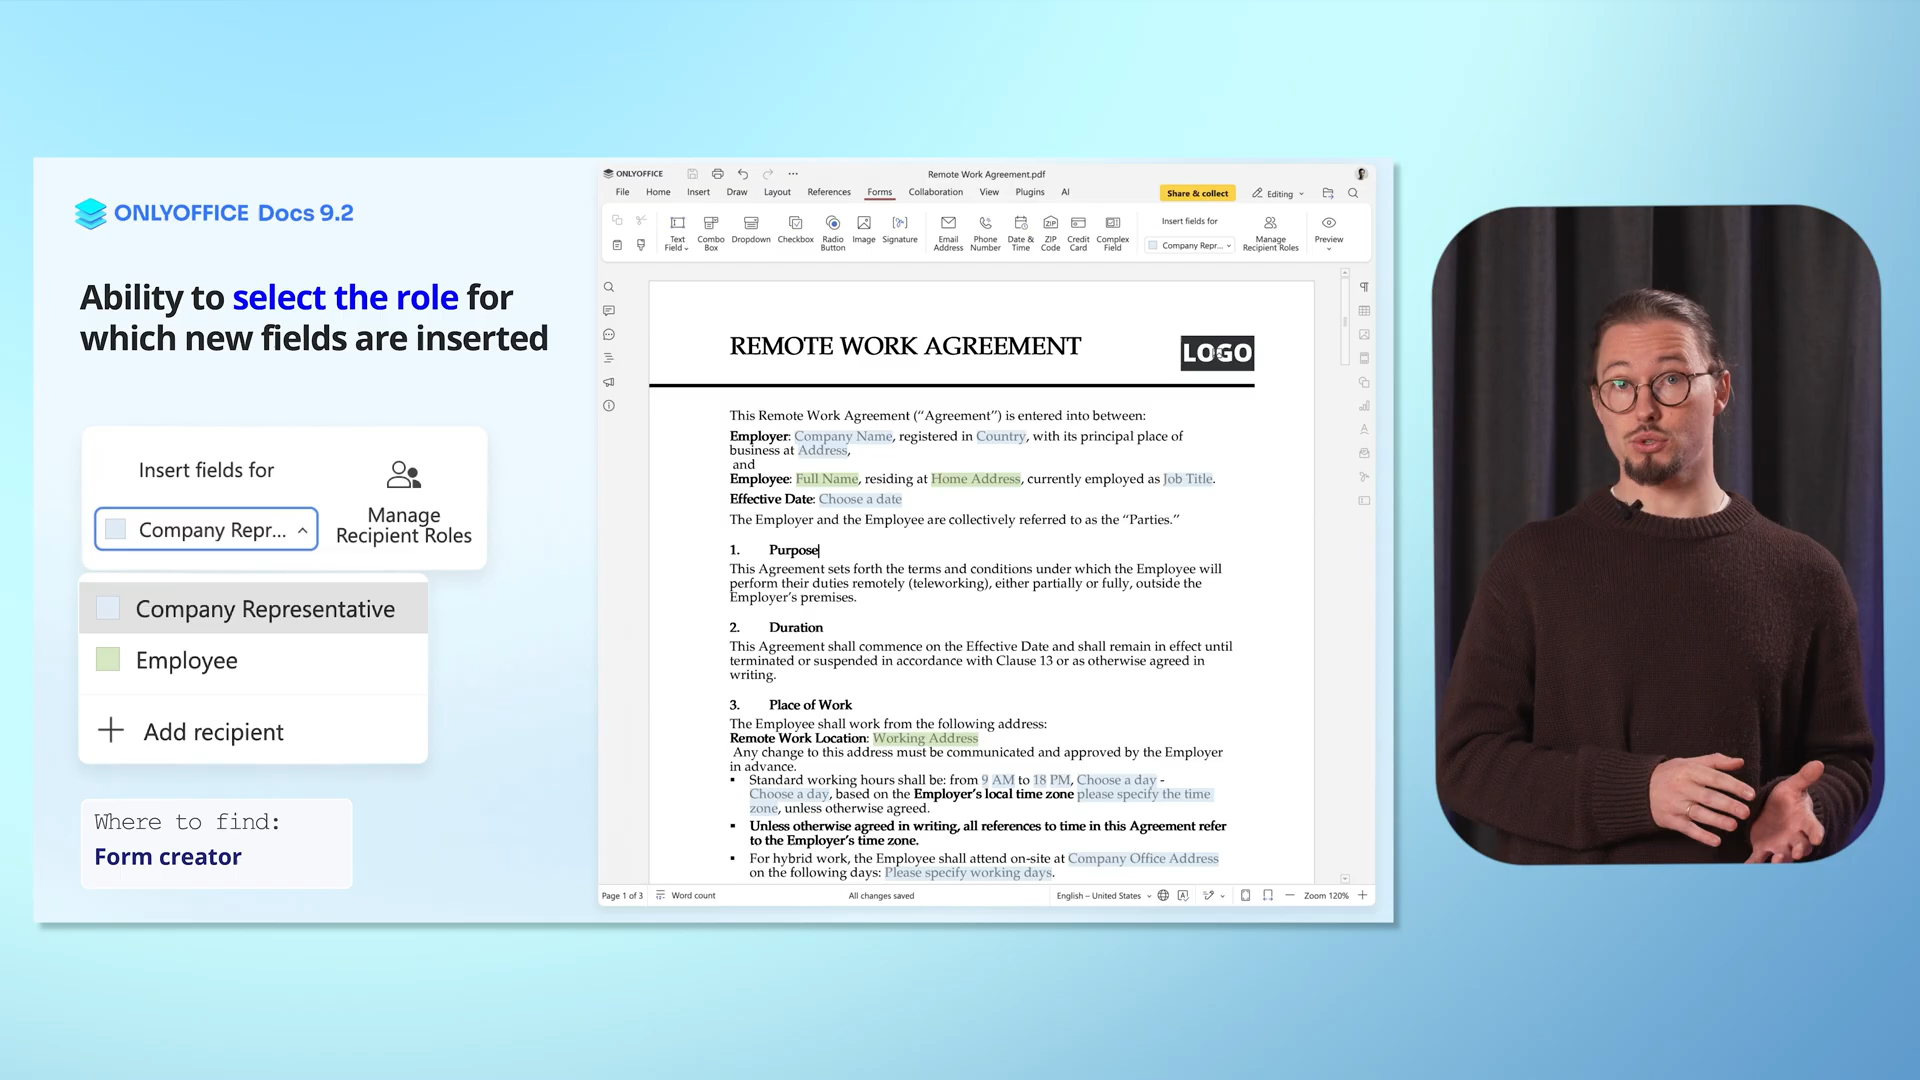 ONLYOFFICE Docs 9.2
Ability to select the role for
which new fields are inserted
Insert fields for
Company Repr...
Manage
Recipient Roles
Company Representative
Employee
Add recipient
Where to find:
Form creator
ONLYOFFICE
Remote Work Agreement.pdf
File Home Insert Draw Layout References Forms Collaboration View Plugins AI
Share & collect
Editing
Text
Field
Combo
Box
Dropdown
Checkbox
Radio
Button
Image
Signature
Email
Address
Phone
Number
Date &
Time
ZIP
ZIP
Code
Credit
Card
Complex
Field
Insert fields for
Company Repr...
Manage
Recipient Roles
Preview
REMOTE WORK AGREEMENT
LOGO
This Remote Work Agreement (“Agreement”) is entered into between:
Employer: Company Name, registered in Country, with its principal place of
business at Address,
and
Employee: Full Name, residing at Home Address, currently employed as Job Title.
Effective Date: Choose a date
The Employer and the Employee are collectively referred to as the “Parties.”
1. Purpose
This Agreement sets forth the terms and conditions under which the Employee will
perform their duties remotely (teleworking), either partially or fully, outside the
Employer’s premises.
2. Duration
This Agreement shall commence on the Effective Date and shall remain in effect until
terminated or suspended in accordance with Clause 13 or as otherwise agreed in
writing.
3. Place of Work
The Employee shall work from the following address:
Remote Work Location: Working Address
Any change to this address must be communicated and approved by the Employer
in advance.
▪ Standard working hours shall be: from 9 AM to 18 PM, Choose a day -
Choose a day, based on the Employer’s local time zone please specify the time
zone, unless otherwise agreed.
▪ Unless otherwise agreed in writing, all references to time in this Agreement refer
to the Employer’s time zone.
▪ For hybrid work, the Employee shall attend on-site at Company Office Address
on the following days: Please specify working days.
Page 1 of 3
Word count
All changes saved
English – United States
Zoom 120%